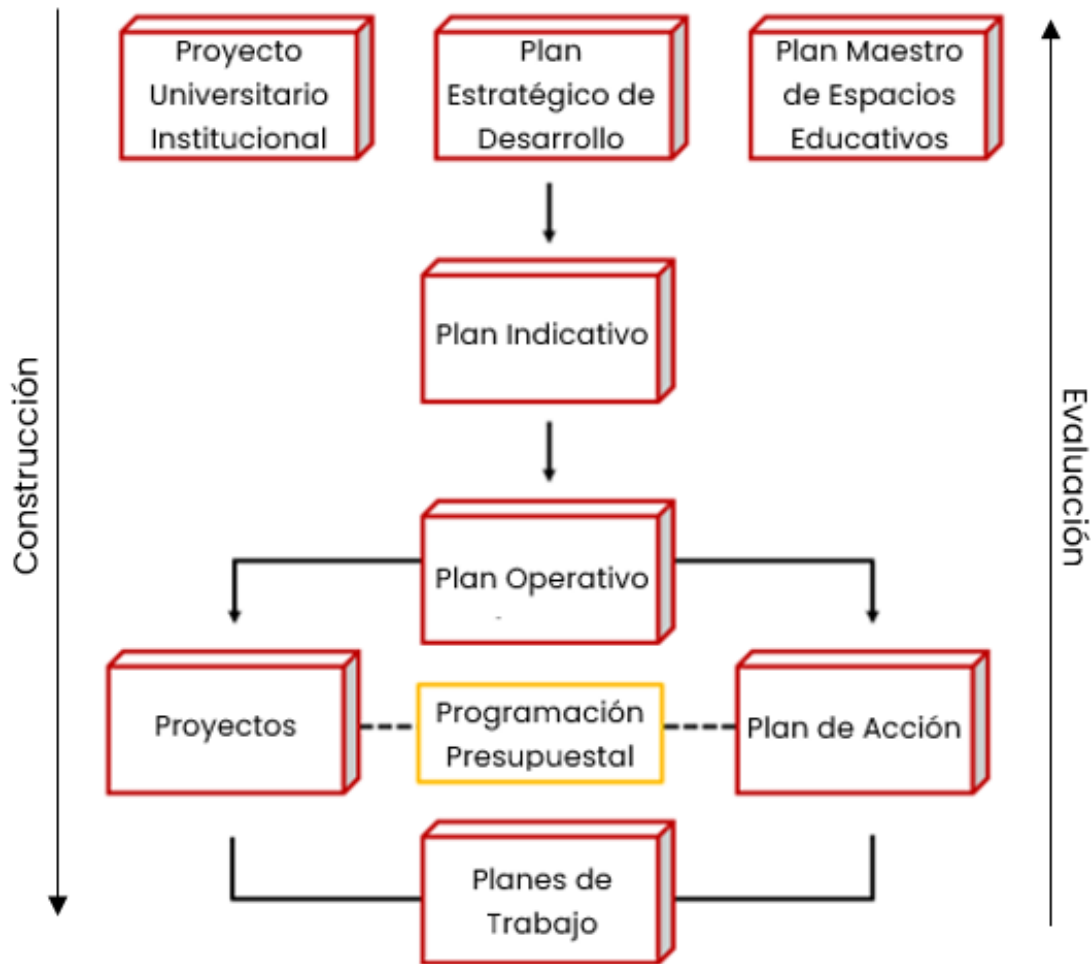 Proyecto
Universitario
Institucional
Plan
Estratégico de
Desarrollo
Plan Maestro
de Espacios
Educativos
Plan Indicativo
Construcción
Evaluación
Plan Operativo
Proyectos
Programación
Presupuestal
Plan de Acción
Planes de
Trabajo